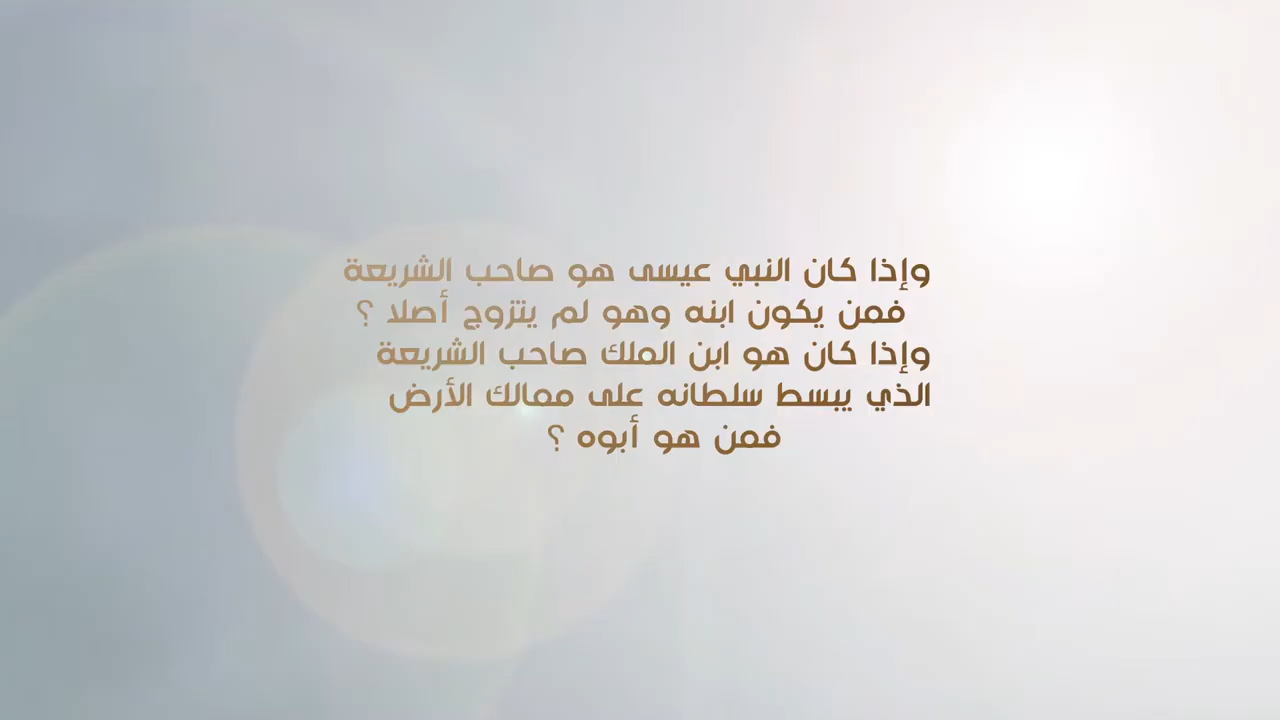 وإذا كان النبي عيسى هو صاحب الشريعة
فمن يكون ابنه وهو لم يتزوج أصلا ؟
وإذا كان هو ابن الملك صاحب الشريعة
الذي يبسط سلطانه على ممالك الأرض
فمن هو أبوه ؟